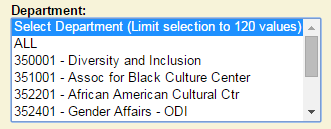 Department:
Select Department (Limit selection to 120 values)
ALL
350001 - Diversity and Inclusion
351001 - Assoc for Black Culture Center
352201 - African American Cultural Ctr
352401 - Gender Affairs - ODI